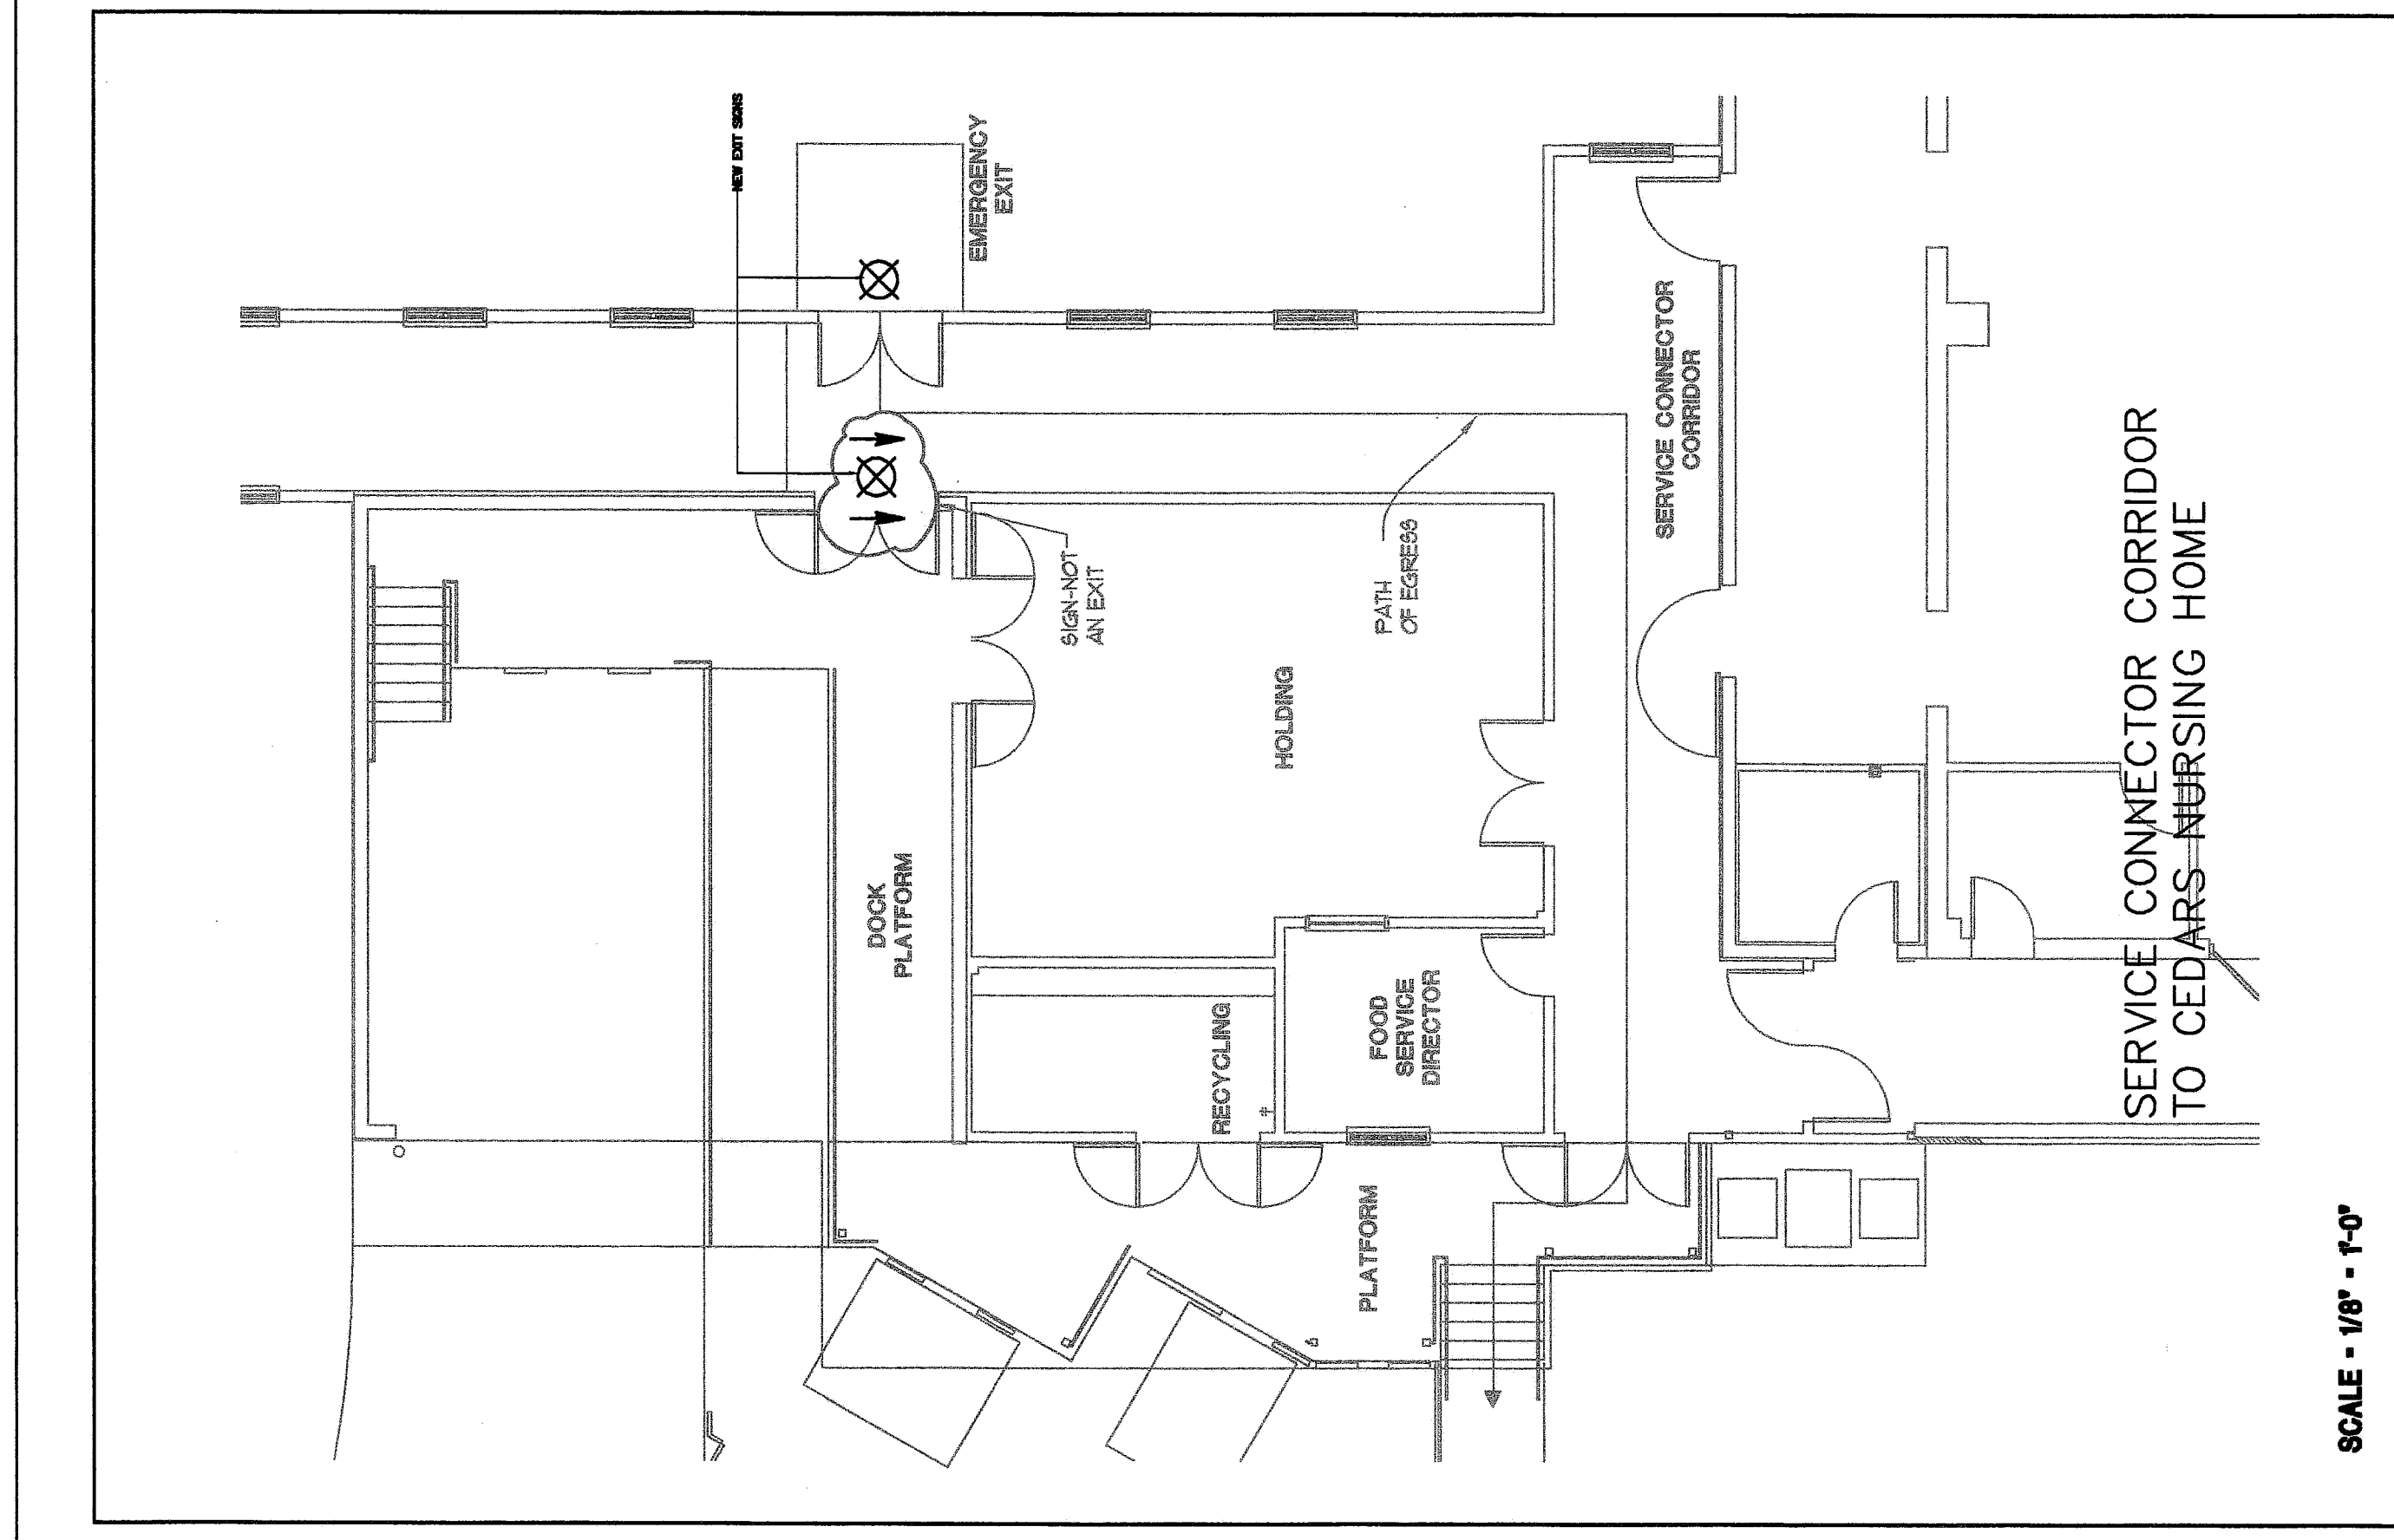 NEW EXIT SIGNS
EMERGENCY
EXIT
SIGN-NOT
AN EXIT
PATH
OF EGRESS
SERVICE CONNECTOR
CORRIDOR
HOLDING
DOCK
PLATFORM
RECYCLING
FOOD
SERVICE
DIRECTOR
PLATFORM
SERVICE CONNECTOR CORRIDOR
TO CEDARS NURSING HOME
SCALE - 1/8" - 1'-0"